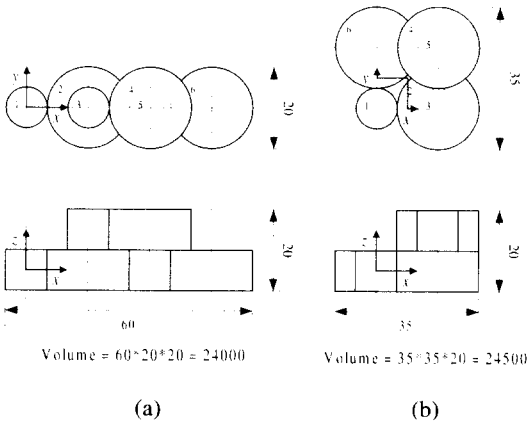 6 4
5
Y
Y 2 4 6
1 3 5
X
1 3
X
20
35
Z
X
20
Z
X
20
60
35
Volume = 60*20*20 = 24000
Volume = 35*35*20 = 24500
(a)
(b)